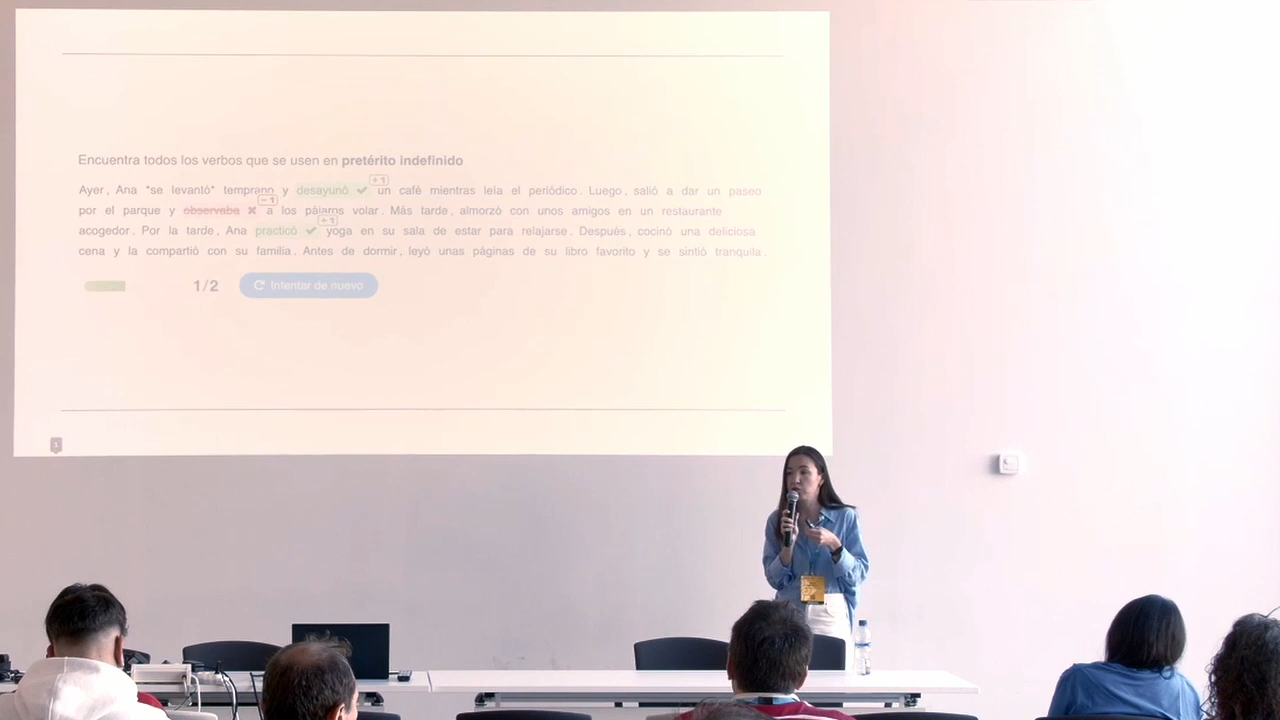 Encuentra todos los verbos que se usen en pretérito indefinido
Ayer, Ana *se levantó* temprano y desayunó ✔ +1 un café mientras leía el periódico. Luego, salió a dar un paseo
por el parque y observaba ✖ −1 a los pájaros volar. Más tarde, almorzó con unos amigos en un restaurante
acogedor. Por la tarde, Ana practicó ✔ +1 yoga en su sala de estar para relajarse. Después, cocinó una deliciosa
cena y la compartió con su familia. Antes de dormir, leyó unas páginas de su libro favorito y se sintió tranquila.
1/2 Intentar de nuevo